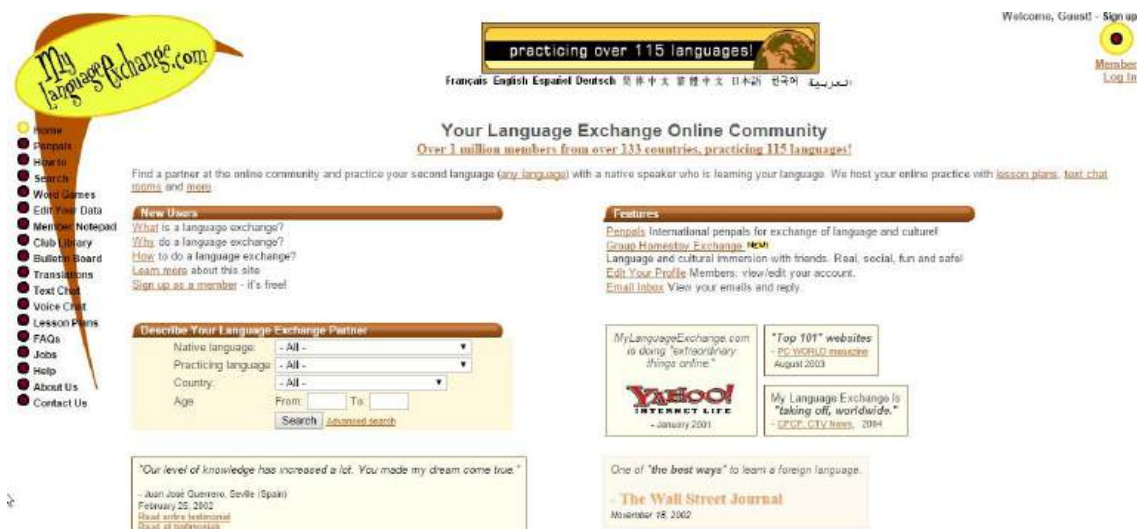 Welcome, Guest! - Sign up
My
languageExchange.com
practicing over 115 languages!
Member
Log In
Français English Español Deutsch 简体中文 繁體中文 日本語 한국어 العربية
Home
Penpals
How to
Search
Word Games
Edit Your Data
Member Notepad
Club Library
Bulletin Board
Translations
Text Chat
Voice Chat
Lesson Plans
FAQs
Jobs
Help
About Us
Contact Us
Your Language Exchange Online Community
Over 1 million members from over 133 countries, practicing 115 languages!
Find a partner at the online community and practice your second language (any language) with a native speaker who is learning your language. We host your online practice with lesson plans, text chat
rooms and more
New Users
What is a language exchange?
Why do a language exchange?
How to do a language exchange?
Learn more about this site
Sign up as a member - it's free!
Features
Penpals International penpals for exchange of language and culture!
Group Homestay Exchange NEW!
Language and cultural immersion with friends. Real, social, fun and safe!
Edit Your Profile Members: view/edit your account.
Email Inbox View your emails and reply.
Describe Your Language Exchange Partner
Native language: - All -
Practicing language: - All -
Country: - All -
Age From: To:
Search Advanced search
MyLanguageExchange.com
is doing "extraordinary
things online."
YAHOO!
INTERNET LIFE
- January 2001
"Top 101" websites
- PC WORLD magazine
August 2003
My Language Exchange is
"taking off, worldwide."
- CFCF, CTV News, 2004
"Our level of knowledge has increased a lot. You made my dream come true."
- Juan José Guerrero, Seville (Spain)
February 25, 2002
Read entire testimonial
Read all testimonials
One of "the best ways" to learn a foreign language.
- The Wall Street Journal
November 18, 2002